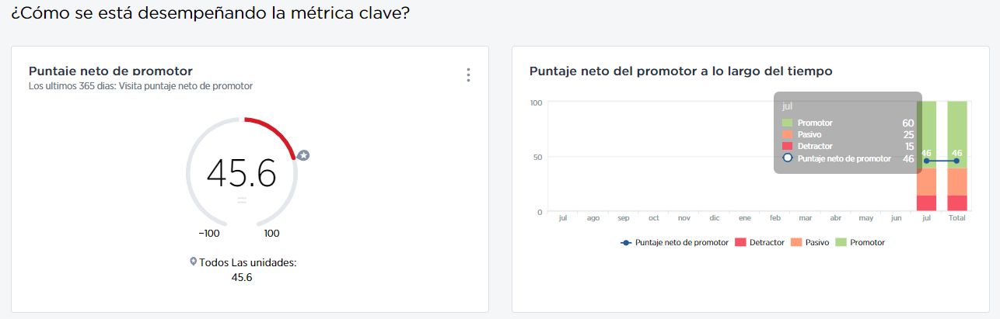 ¿Cómo se está desempeñando la métrica clave?
Puntaje neto de promotor
Los ultimos 365 dias: Visita puntaje neto de promotor
45.6
=
−100
100
Todos Las unidades:
45.6
Puntaje neto del promotor a lo largo del tiempo
100
50
0
jul
Promotor 60
Pasivo 25
Detractor 15
Puntaje neto de promotor 46
46 46
jul ago sep oct nov dic ene feb mar abr may jun jul Total
Puntaje neto de promotor Detractor Pasivo Promotor